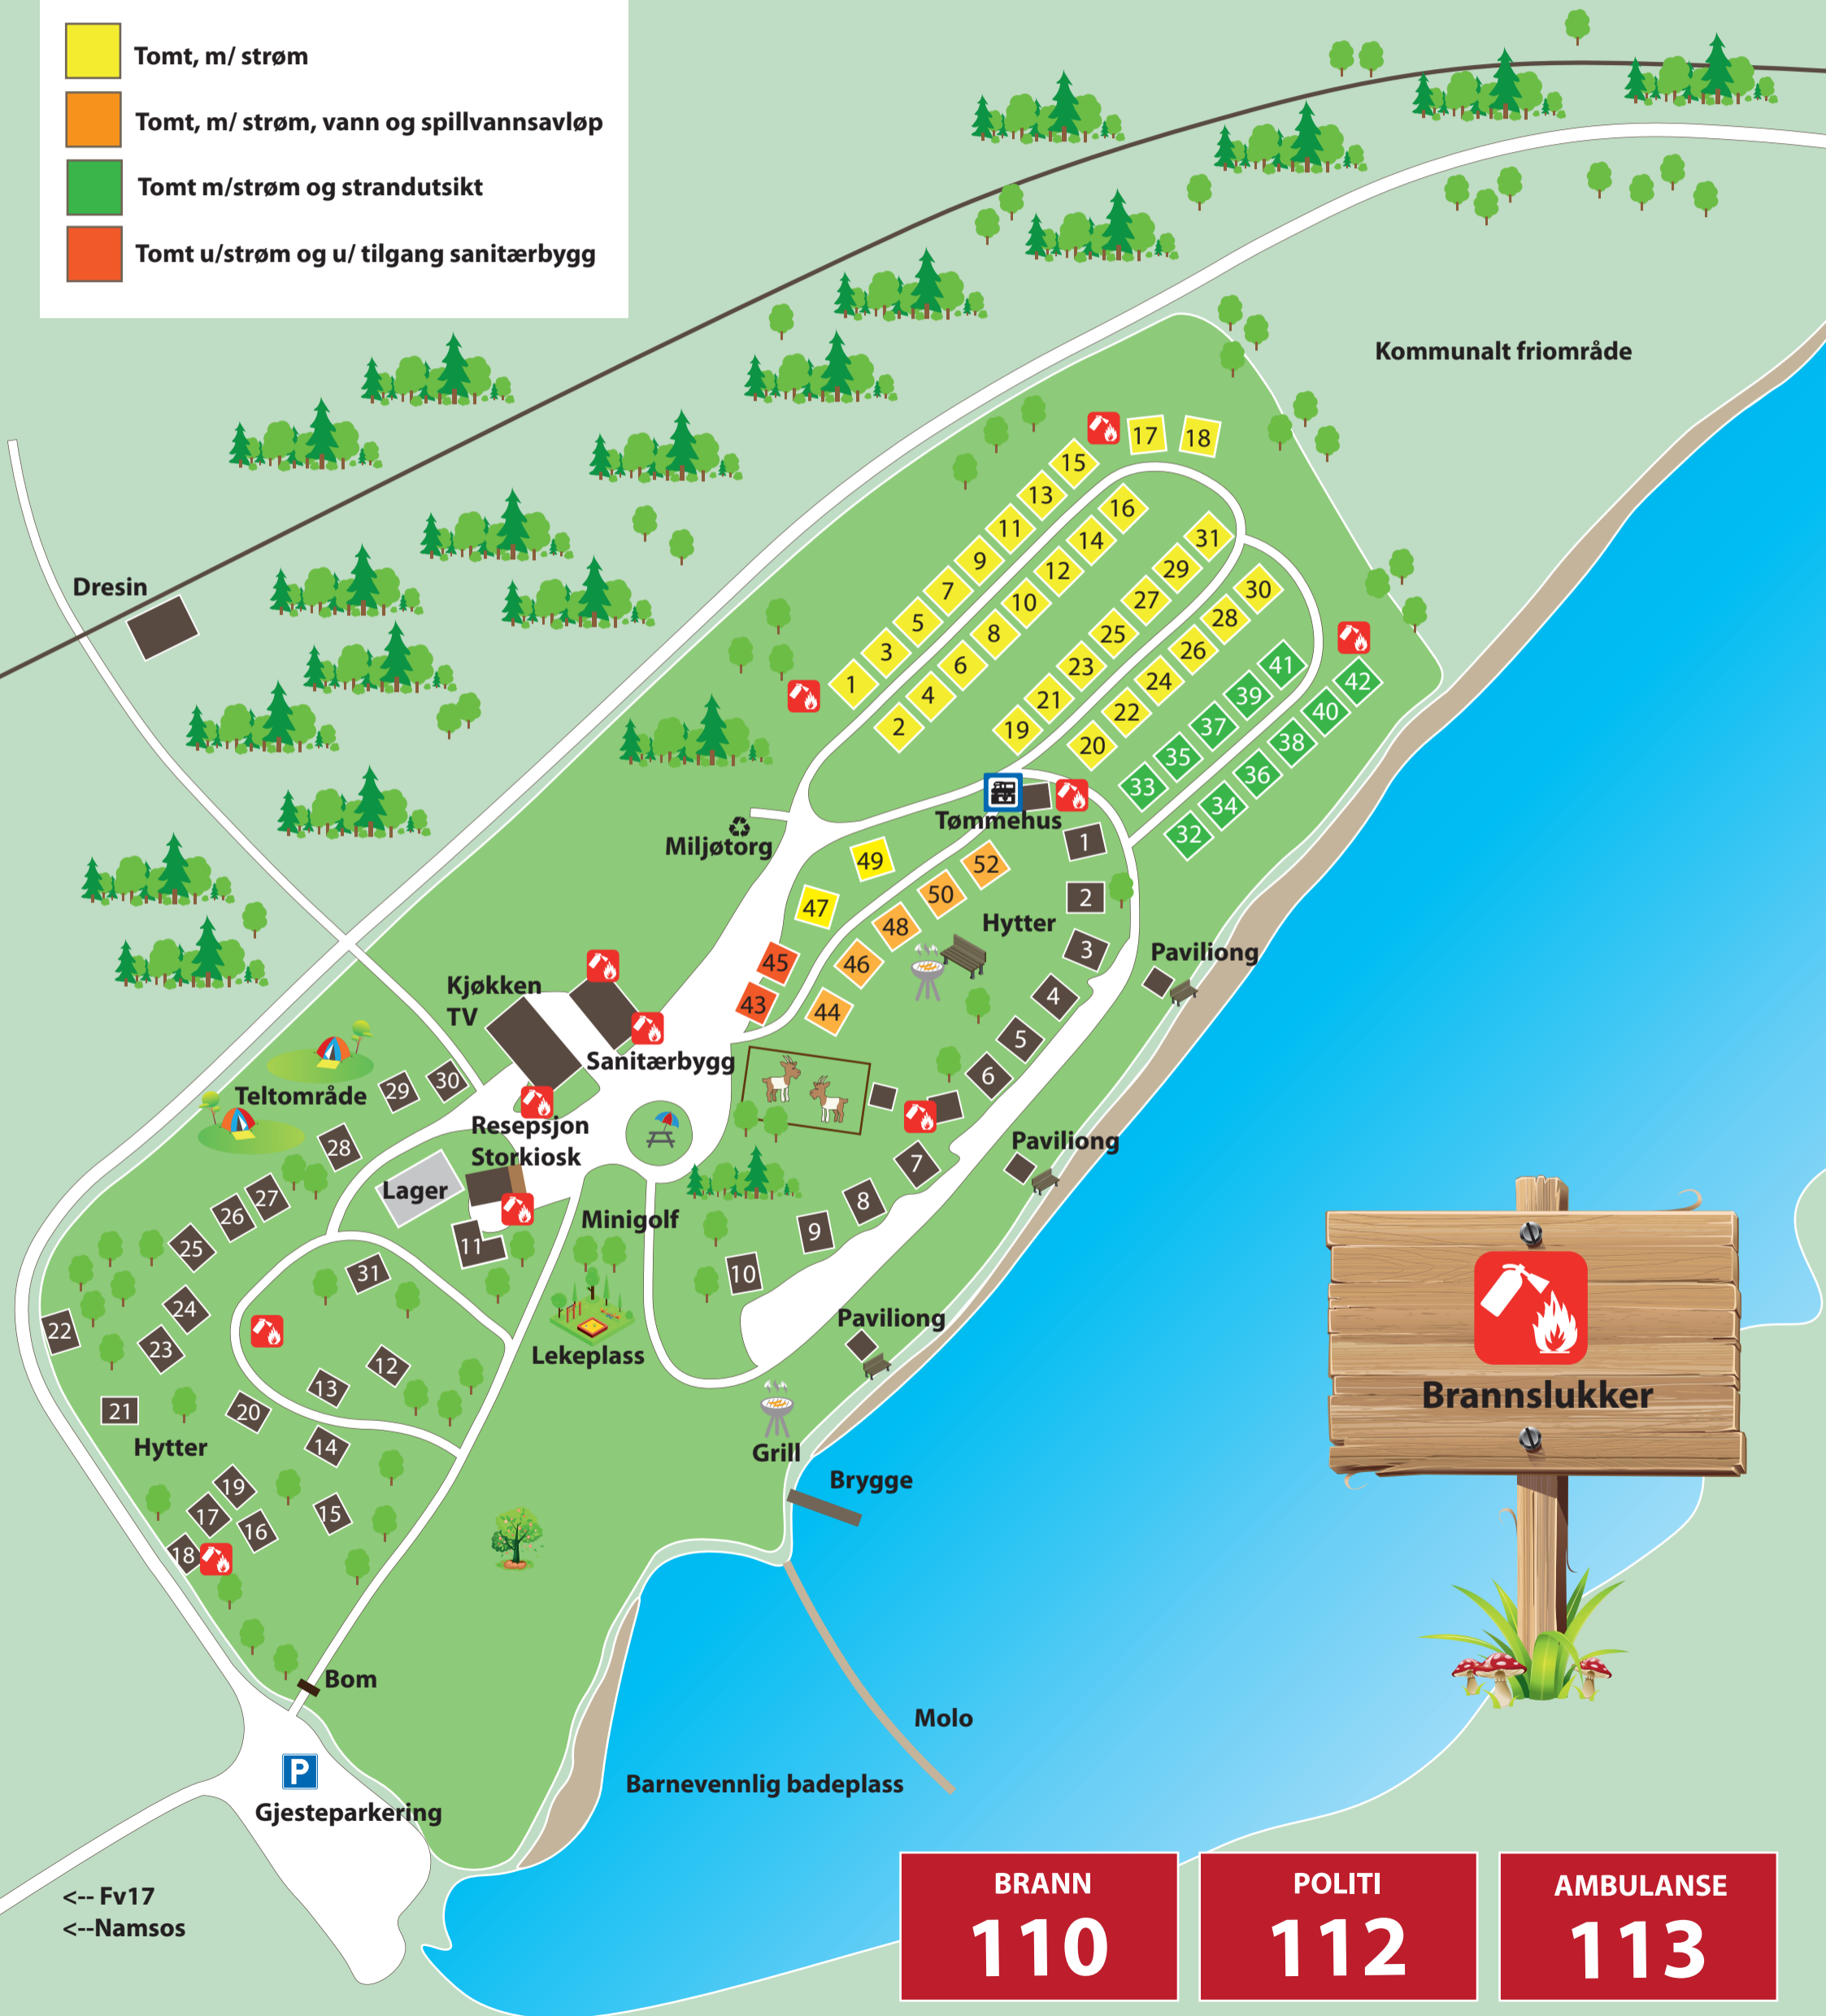 Tomt, m/ strøm
Tomt, m/ strøm, vann og spillvannsavløp
Tomt m/strøm og strandutsikt
Tomt u/strøm og u/ tilgang sanitærbygg
Kommunalt friområde
17
18
15
13
16
11
14
31
9
12
29
30
7
10
27
28
5
8
25
26
3
6
23
24
41
42
1
4
21
22
39
40
2
19
20
37
38
35
36
33
34
32
Dresin
Tømmehus
Miljøtorg
49
52
1
47
50
2
48
Hytter
3
45
46
4
43
44
5
6
Paviliong
Kjøkken
TV
Sanitærbygg
Teltområde
29
30
28
Resepsjon
Storkiosk
Lager
27
26
25
11
31
24
22
23
12
13
21
20
14
Hytter
19
17
16
15
18
Minigolf
7
8
9
10
Paviliong
Paviliong
Lekeplass
Grill
Brygge
Brannslukker
Bom
Molo
P
Gjesteparkering
Barnevennlig badeplass
<-- Fv17
<--Namsos
BRANN
110
POLITI
112
AMBULANSE
113